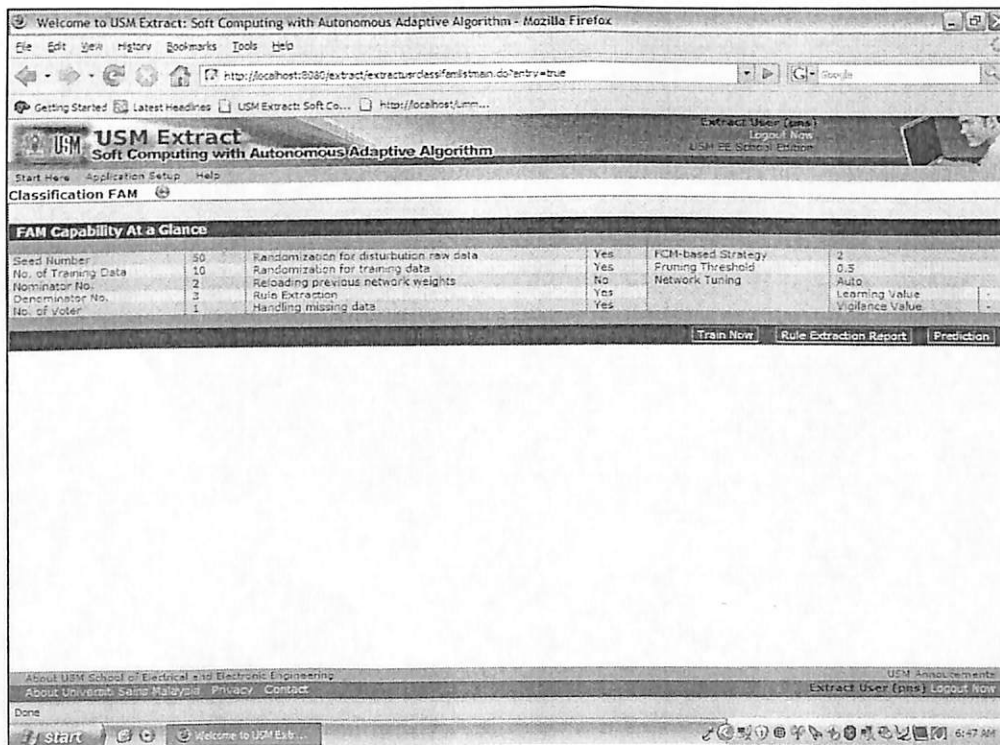 Welcome to USM Extract: Soft Computing with Autonomous Adaptive Algorithm - Mozilla Firefox
File Edit View History Bookmarks Tools Help
http://localhost:8080/extract/extractusrclassifamlistmain.do?entry=true
Google
Getting Started Latest Headlines USM Extract: Soft Co... http://localhost/umm...
USM
USM Extract
Soft Computing with Autonomous Adaptive Algorithm
Extract User (pms)
Logout Now
USM EE School Edition
Start Here Application Setup Help
Classification FAM
FAM Capability At a Glance
Seed Number 50 Randomization for disturbution raw data Yes FCM-based Strategy 2
No. of Training Data 10 Randomization for training data Yes Pruning Threshold 0.5
Nominator No. 2 Reloading previous network weights No Network Tuning Auto
Denominator No. 3 Rule Extraction Yes Learning Value -
No. of Voter 1 Handling missing data Yes Vigilance Value -
Train Now Rule Extraction Report Prediction
About USM School of Electrical and Electronic Engineering USM Annoucements
About Universiti Sains Malaysia Privacy Contact Extract User (pms) Logout Now
Done
start Welcome to USM Extr... 6:47 AM